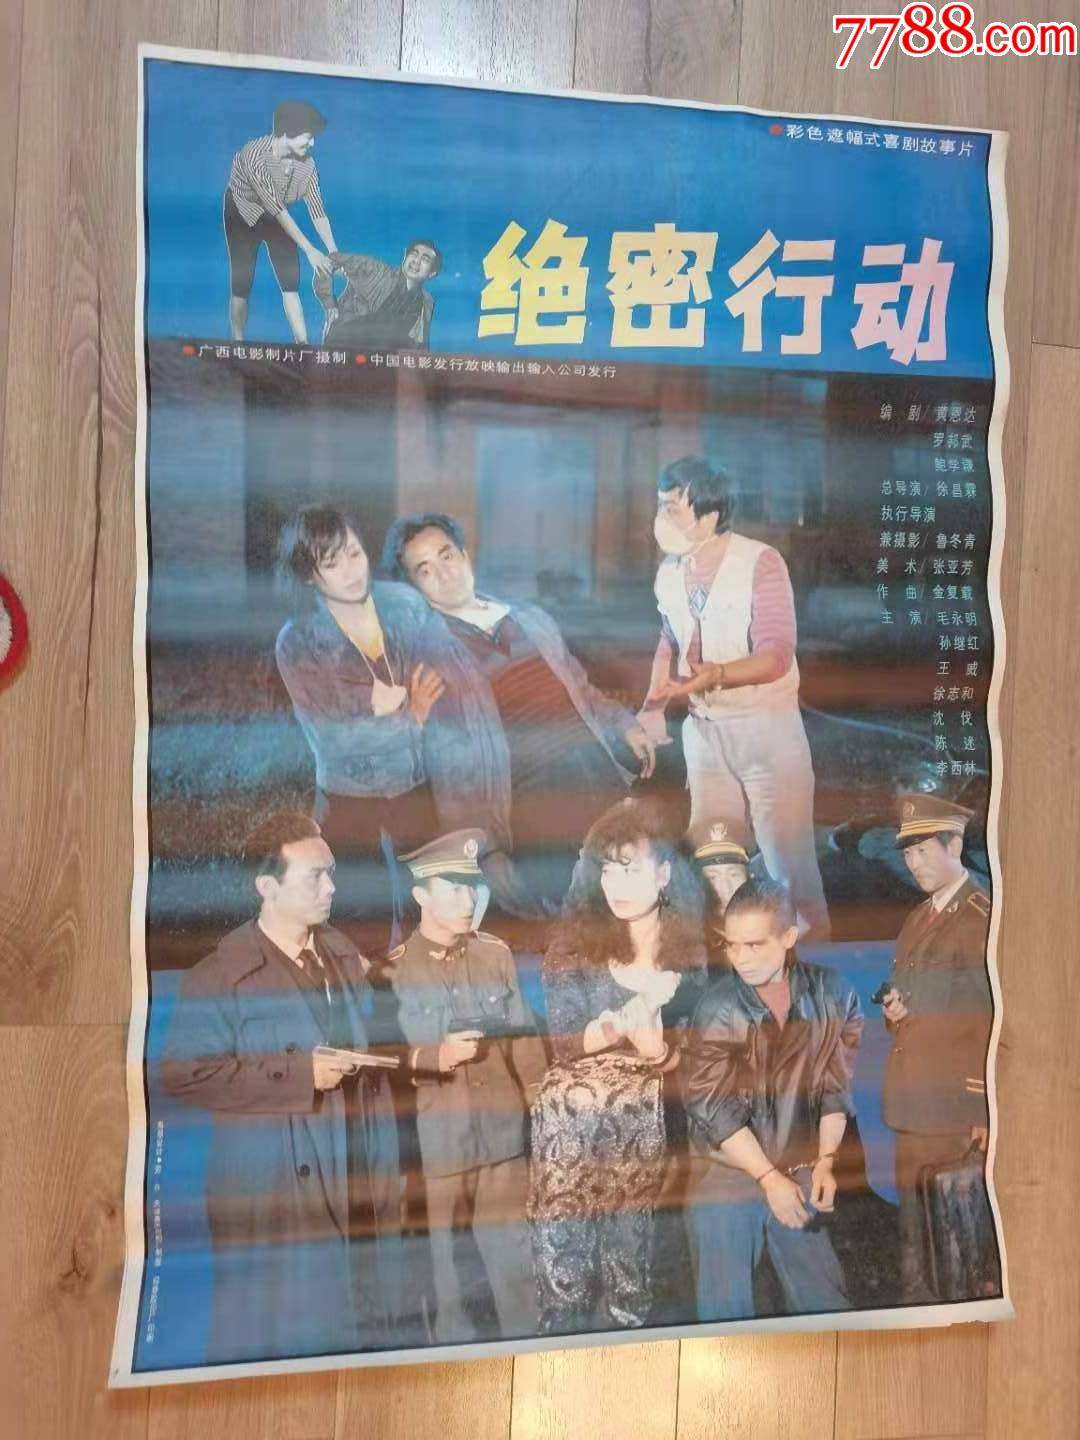 7788.com
彩色遮幅式喜剧故事片
绝密行动
广西电影制片厂摄制 中国电影发行放映输出输入公司发行
编 剧/黄恩达
罗郝武
鲍学谦
总导演/徐昌霖
执行导演
兼摄影/鲁冬青
美 术/张亚芳
作 曲/金复载
主 演/毛永明
孙继红
王 威
徐志和
沈 伐
陈 述
李西林